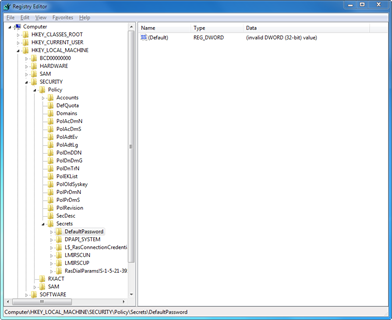 Registry Editor
File Edit View Favorites Help
Computer
HKEY_CLASSES_ROOT
HKEY_CURRENT_USER
HKEY_LOCAL_MACHINE
BCD00000000
HARDWARE
SAM
SECURITY
Policy
Accounts
DefQuota
Domains
PolAcDmN
PolAcDmS
PolAdtEv
PolAdtLg
PolDnDDN
PolDnDmG
PolDnTrN
PolEKList
PolOldSyskey
PolPrDmN
PolPrDmS
PolRevision
SecDesc
Secrets
DefaultPassword
DPAPI_SYSTEM
L$_RasConnectionCredenti
LMIRSCUN
LMIRSCUP
RasDialParams!S-1-5-21-39
RXACT
SAM
SOFTWARE
Name Type Data
(Default) REG_DWORD (invalid DWORD (32-bit) value)
Computer\HKEY_LOCAL_MACHINE\SECURITY\Policy\Secrets\DefaultPassword